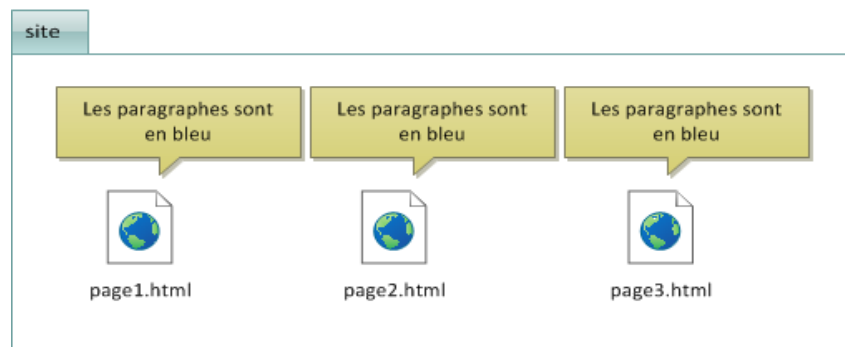 site
Les paragraphes sont
en bleu
Les paragraphes sont
en bleu
Les paragraphes sont
en bleu
page1.html
page2.html
page3.html